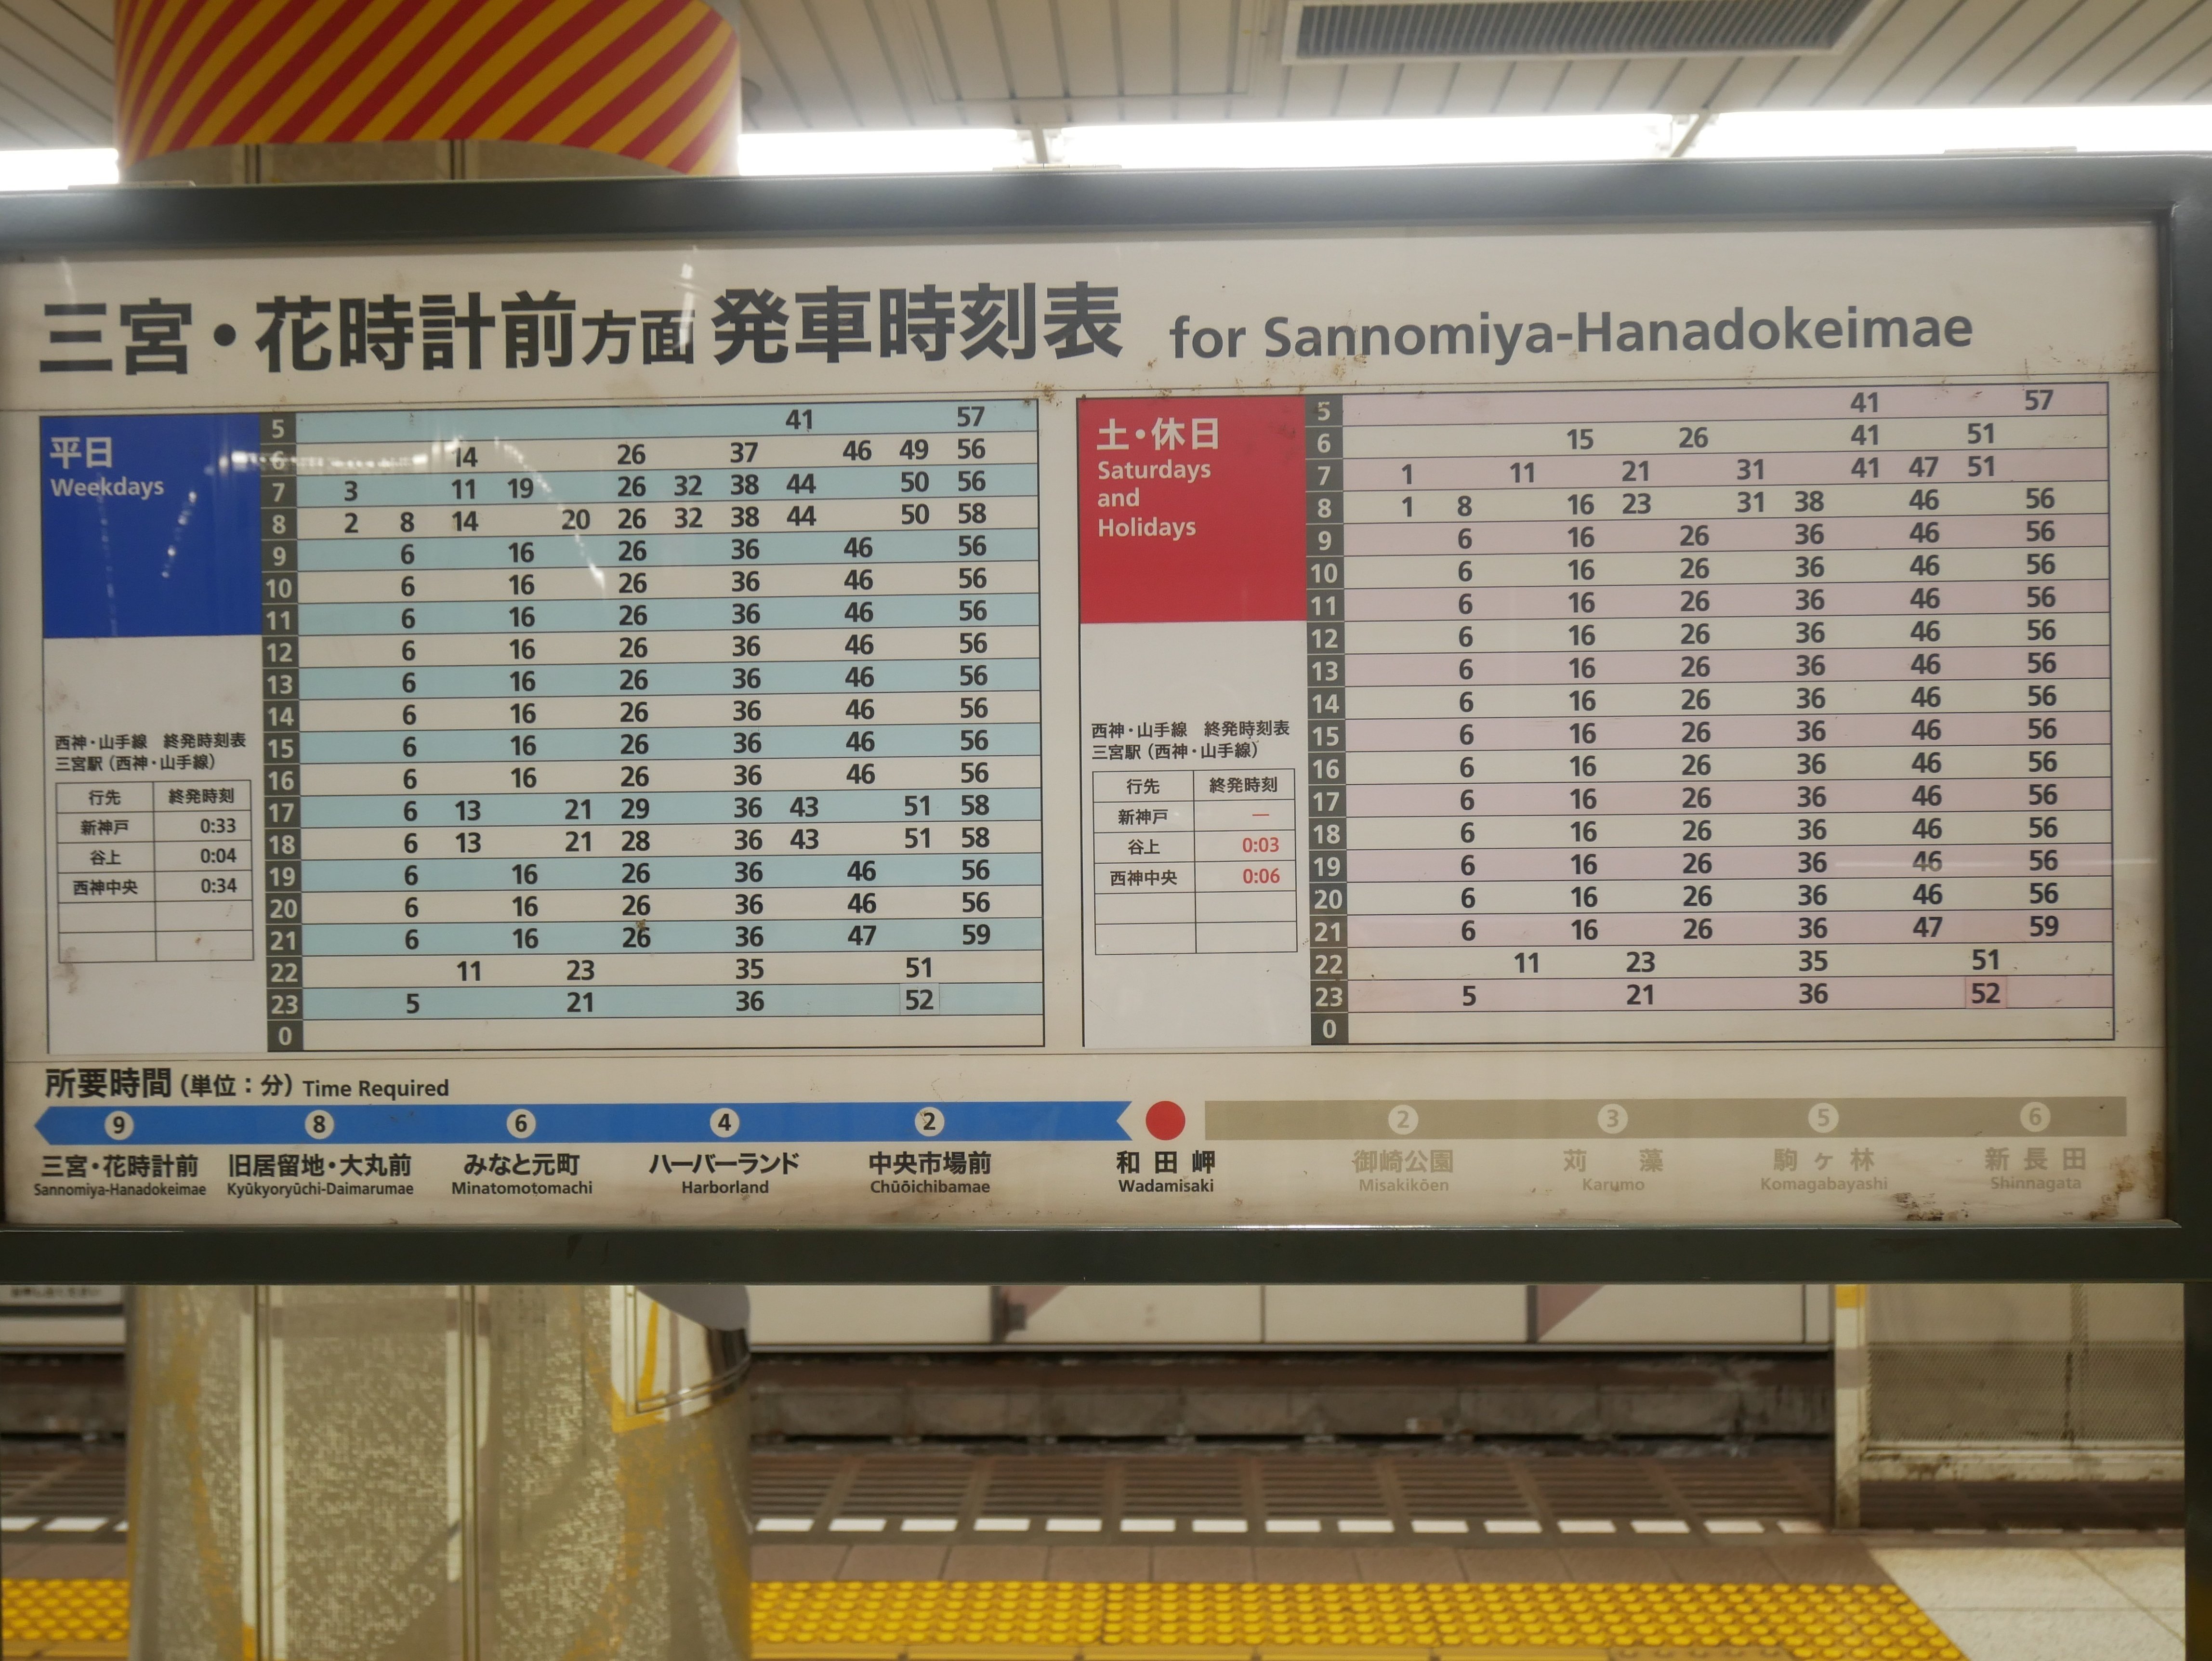 三宮・花時計前方面 発車時刻表 for Sannomiya-Hanadokeimae
平日
Weekdays
5 41 57
6 14 26 37 46 49 56
7 3 11 19 26 32 38 44 50 56
8 2 8 14 20 26 32 38 44 50 58
9 6 16 26 36 46 56
10 6 16 26 36 46 56
11 6 16 26 36 46 56
12 6 16 26 36 46 56
13 6 16 26 36 46 56
14 6 16 26 36 46 56
15 6 16 26 36 46 56
16 6 16 26 36 46 56
17 6 13 21 29 36 43 51 58
18 6 13 21 28 36 43 51 58
19 6 16 26 36 46 56
20 6 16 26 36 46 56
21 6 16 26 36 47 59
22 11 23 35 51
23 5 21 36 52
0
西神・山手線 終発時刻表
三宮駅(西神・山手線)
行先 終発時刻
新神戸 0:33
谷上 0:04
西神中央 0:34
土・休日
Saturdays
and
Holidays
5 41 57
6 15 26 41 51
7 1 11 21 31 41 47 51
8 1 8 16 23 31 38 46 56
9 6 16 26 36 46 56
10 6 16 26 36 46 56
11 6 16 26 36 46 56
12 6 16 26 36 46 56
13 6 16 26 36 46 56
14 6 16 26 36 46 56
15 6 16 26 36 46 56
16 6 16 26 36 46 56
17 6 16 26 36 46 56
18 6 16 26 36 46 56
19 6 16 26 36 46 56
20 6 16 26 36 46 56
21 6 16 26 36 47 59
22 11 23 35 51
23 5 21 36 52
0
西神・山手線 終発時刻表
三宮駅(西神・山手線)
行先 終発時刻
新神戸 —
谷上 0:03
西神中央 0:06
所要時間(単位:分) Time Required
9 8 6 4 2 2 3 5 6
三宮・花時計前 旧居留地・大丸前 みなと元町 ハーバーランド 中央市場前 和田岬 御崎公園 苅藻 駒ヶ林 新長田
Sannomiya-Hanadokeimae Kyūkyoryūchi-Daimarumae Minatomotomachi Harborland Chūōichibamae Wadamisaki Misakikōen Karumo Komagabayashi Shinnagata